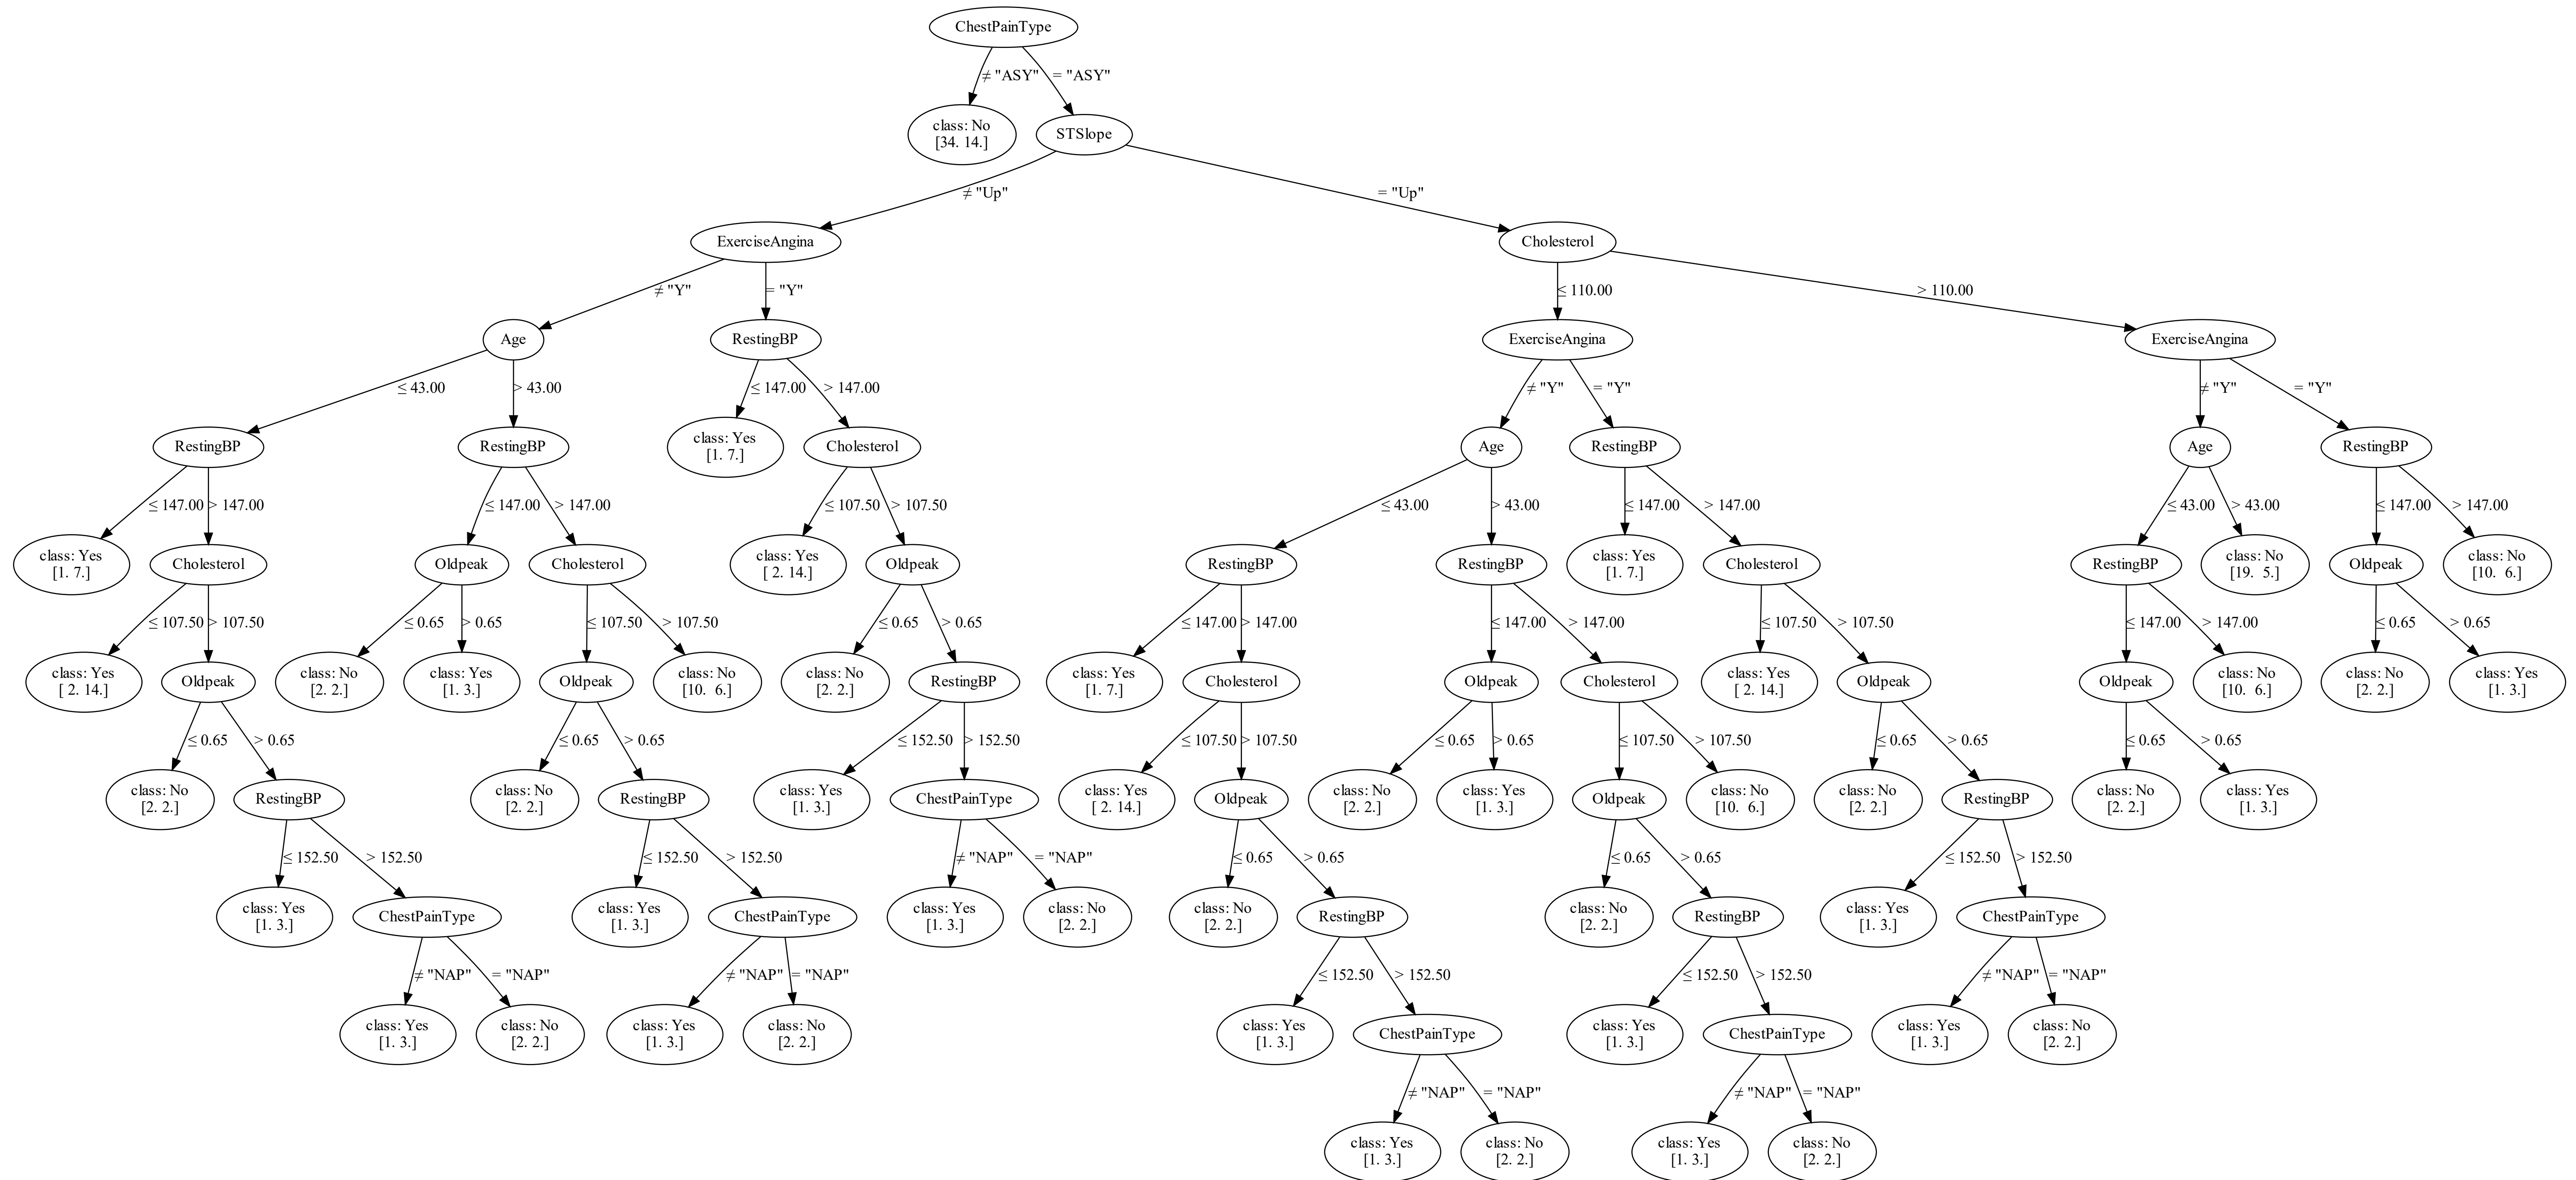 ChestPainType
≠ "ASY"
= "ASY"
class: No
[34. 14.]
STSlope
≠ "Up"
= "Up"
ExerciseAngina
Cholesterol
≠ "Y"
= "Y"
≤ 110.00
> 110.00
Age
RestingBP
ExerciseAngina
ExerciseAngina
≤ 43.00
> 43.00
≤ 147.00
> 147.00
≠ "Y"
= "Y"
≠ "Y"
= "Y"
RestingBP
RestingBP
class: Yes
[1. 7.]
Cholesterol
Age
RestingBP
Age
RestingBP
≤ 147.00
> 147.00
≤ 147.00
> 147.00
≤ 107.50
> 107.50
≤ 43.00
> 43.00
≤ 147.00
> 147.00
≤ 43.00
> 43.00
≤ 147.00
> 147.00
class: Yes
[1. 7.]
Cholesterol
Oldpeak
Cholesterol
class: Yes
[ 2. 14.]
Oldpeak
RestingBP
RestingBP
class: Yes
[1. 7.]
Cholesterol
RestingBP
class: No
[19.  5.]
Oldpeak
class: No
[10.  6.]
≤ 107.50
> 107.50
≤ 0.65
> 0.65
≤ 107.50
> 107.50
≤ 0.65
> 0.65
≤ 147.00
> 147.00
≤ 147.00
> 147.00
≤ 107.50
> 107.50
≤ 147.00
> 147.00
≤ 0.65
> 0.65
class: Yes
[ 2. 14.]
Oldpeak
class: No
[2. 2.]
class: Yes
[1. 3.]
Oldpeak
class: No
[10.  6.]
class: No
[2. 2.]
RestingBP
class: Yes
[1. 7.]
Cholesterol
Oldpeak
Cholesterol
class: Yes
[ 2. 14.]
Oldpeak
Oldpeak
class: No
[10.  6.]
class: No
[2. 2.]
class: Yes
[1. 3.]
≤ 0.65
> 0.65
≤ 0.65
> 0.65
≤ 152.50
> 152.50
≤ 107.50
> 107.50
≤ 0.65
> 0.65
≤ 107.50
> 107.50
≤ 0.65
> 0.65
≤ 0.65
> 0.65
class: No
[2. 2.]
RestingBP
class: No
[2. 2.]
RestingBP
class: Yes
[1. 3.]
ChestPainType
class: Yes
[ 2. 14.]
Oldpeak
class: No
[2. 2.]
class: Yes
[1. 3.]
Oldpeak
class: No
[10.  6.]
class: No
[2. 2.]
RestingBP
class: No
[2. 2.]
class: Yes
[1. 3.]
≤ 152.50
> 152.50
≤ 152.50
> 152.50
≠ "NAP"
= "NAP"
≤ 0.65
> 0.65
≤ 0.65
> 0.65
≤ 152.50
> 152.50
class: Yes
[1. 3.]
ChestPainType
class: Yes
[1. 3.]
ChestPainType
class: Yes
[1. 3.]
class: No
[2. 2.]
class: No
[2. 2.]
RestingBP
class: No
[2. 2.]
RestingBP
class: Yes
[1. 3.]
ChestPainType
≠ "NAP"
= "NAP"
≠ "NAP"
= "NAP"
≤ 152.50
> 152.50
≤ 152.50
> 152.50
≠ "NAP"
= "NAP"
class: Yes
[1. 3.]
class: No
[2. 2.]
class: Yes
[1. 3.]
class: No
[2. 2.]
class: Yes
[1. 3.]
ChestPainType
class: Yes
[1. 3.]
ChestPainType
class: Yes
[1. 3.]
class: No
[2. 2.]
≠ "NAP"
= "NAP"
≠ "NAP"
= "NAP"
class: Yes
[1. 3.]
class: No
[2. 2.]
class: Yes
[1. 3.]
class: No
[2. 2.]